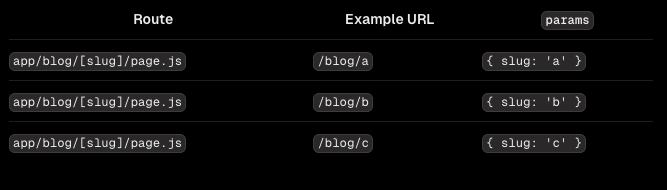 Route Example URL params
app/blog/[slug]/page.js /blog/a { slug: 'a' }
app/blog/[slug]/page.js /blog/b { slug: 'b' }
app/blog/[slug]/page.js /blog/c { slug: 'c' }